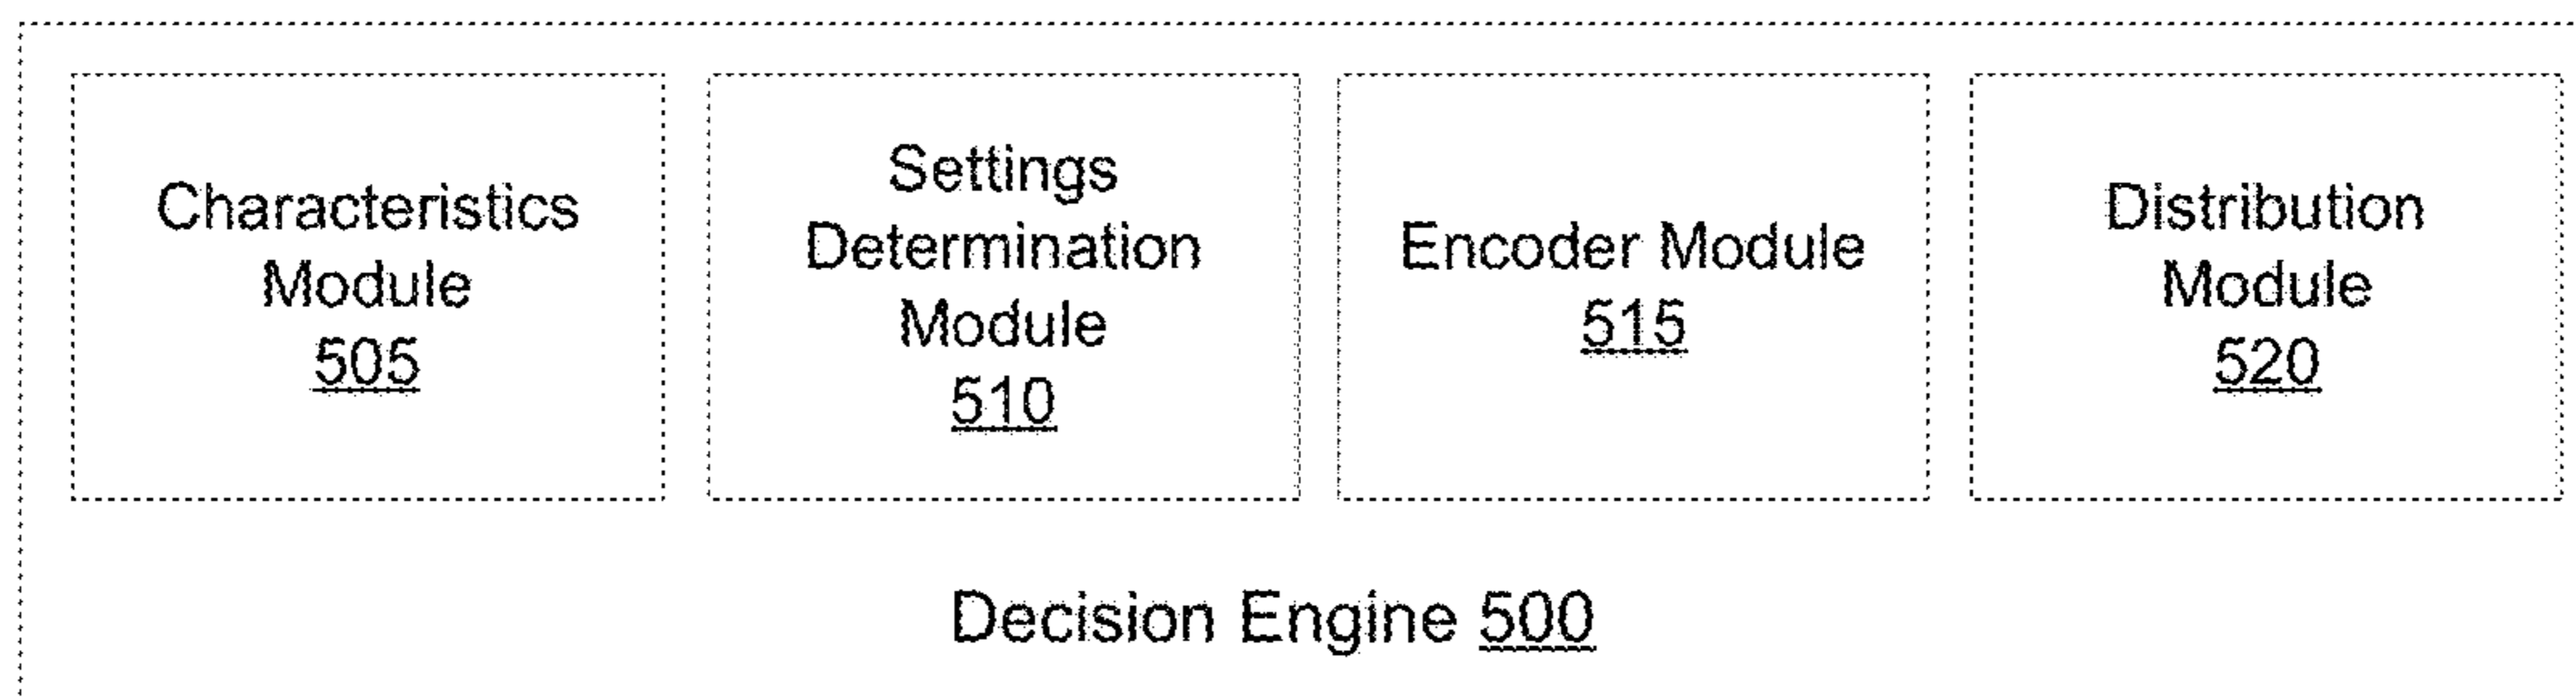 Characteristics
Module
505
Settings
Determination
Module
510
Encoder Module
515
Distribution
Module
520
Decision Engine 500